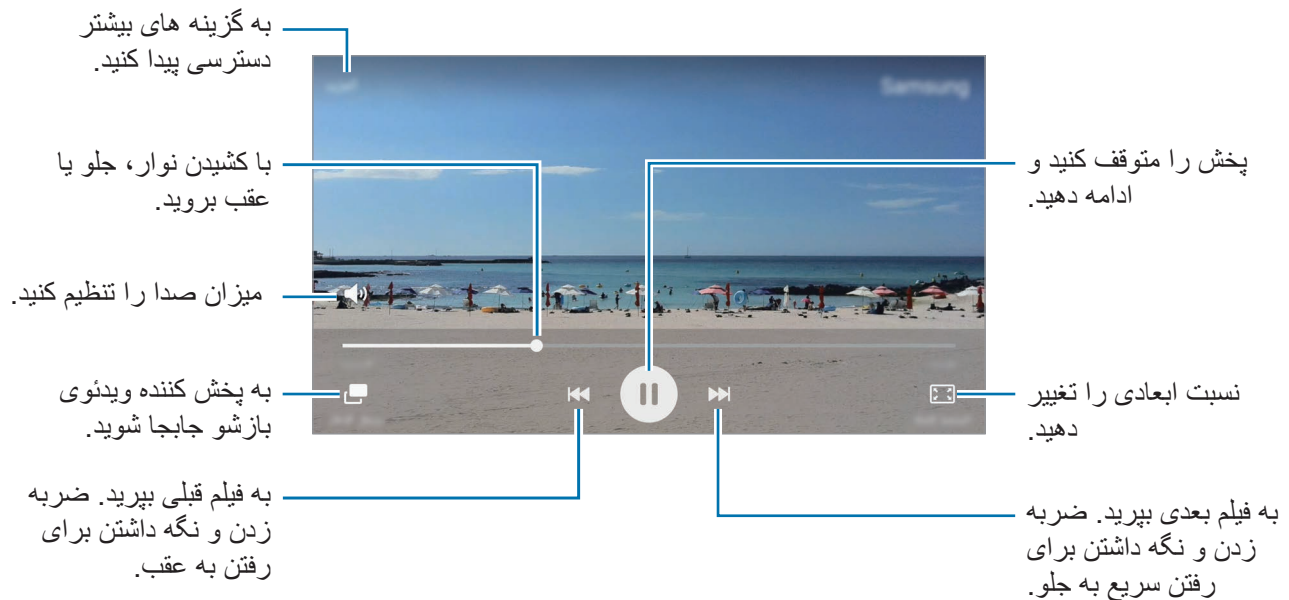 به گزینه های بیشتر
دسترسی پیدا کنید.
Samsung
با کشیدن نوار، جلو یا
عقب بروید.
پخش را متوقف کنید و
ادامه دهید.
میزان صدا را تنظیم کنید.
به پخش کننده ویدئوی
بازشو جابجا شوید.
نسبت ابعادی را تغییر
دهید.
به فیلم قبلی بپرید. ضربه
زدن و نگه داشتن برای
رفتن به عقب.
به فیلم بعدی بپرید. ضربه
زدن و نگه داشتن برای
رفتن سریع به جلو.